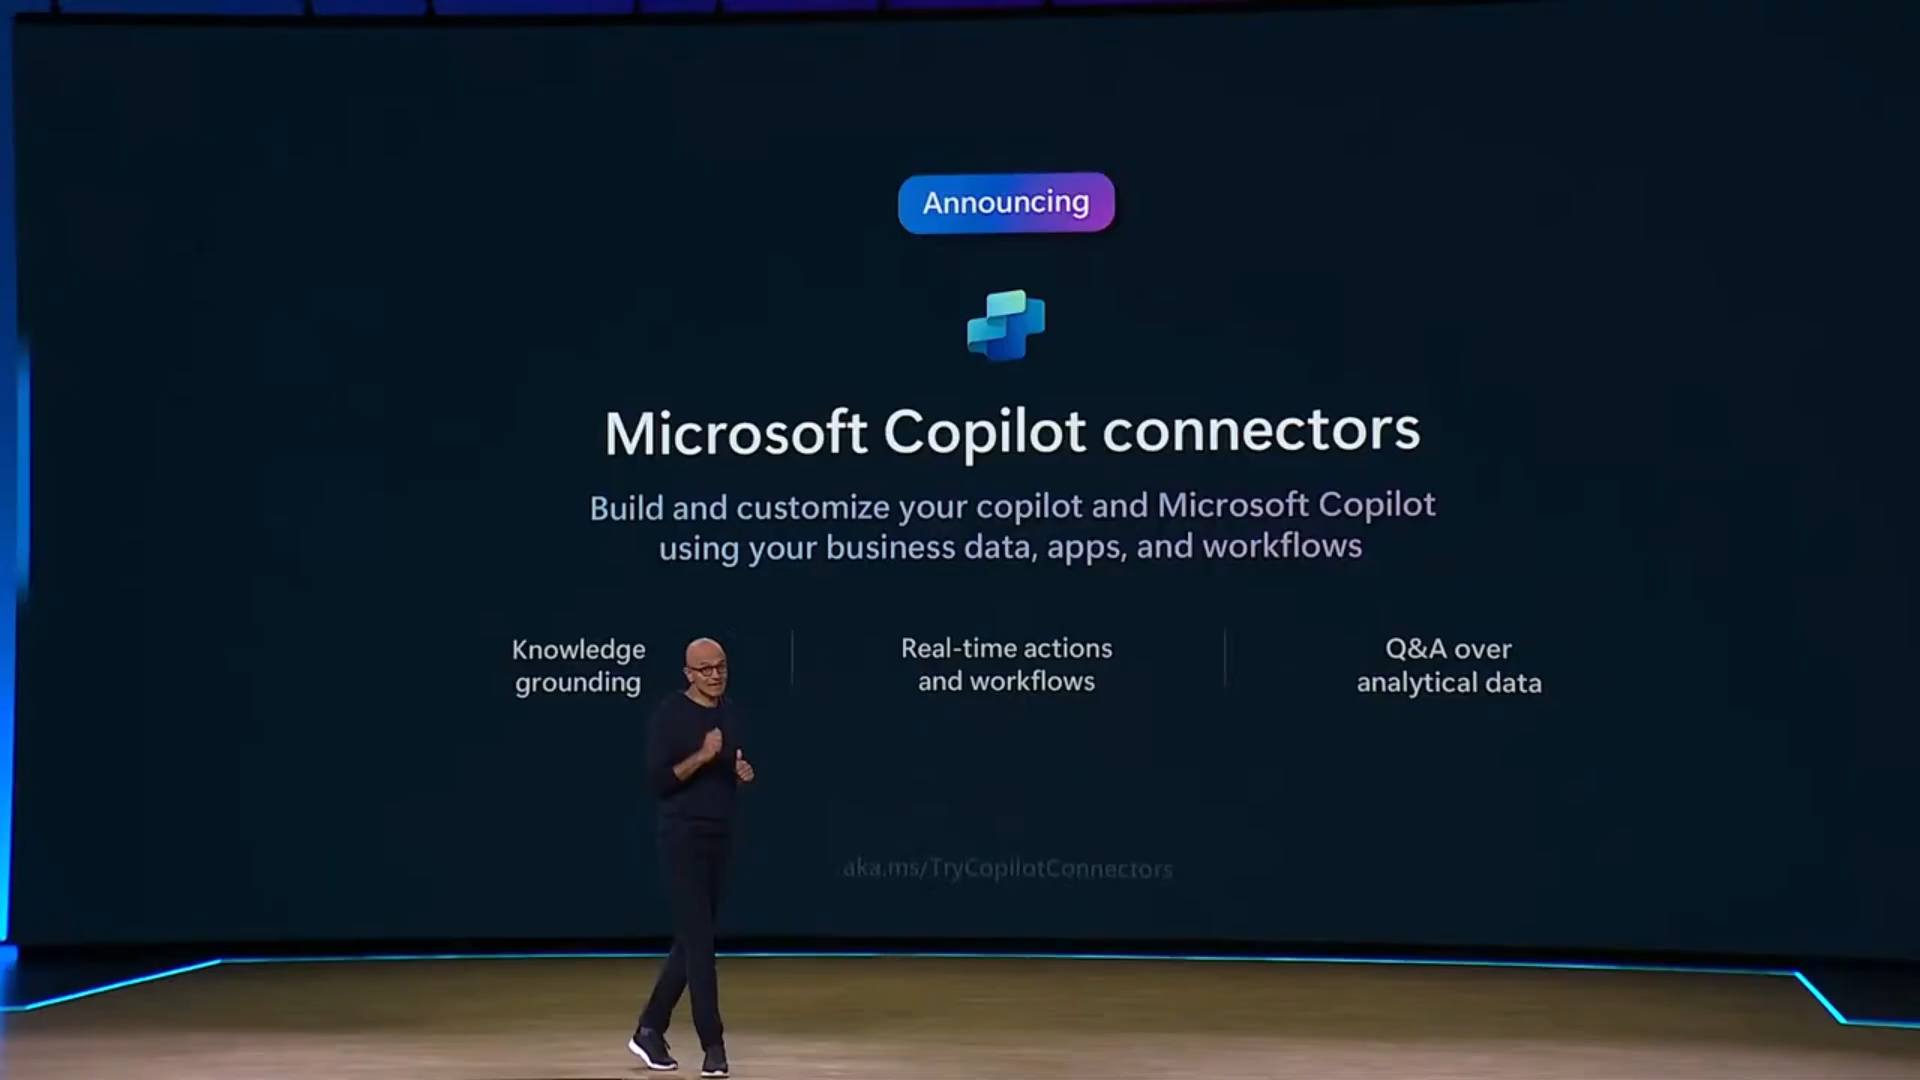 Announcing
Microsoft Copilot connectors
Build and customize your copilot and Microsoft Copilot
using your business data, apps, and workflows
Knowledge
grounding
Real-time actions
and workflows
Q&A over
analytical data
aka.ms/TryCopilotConnectors